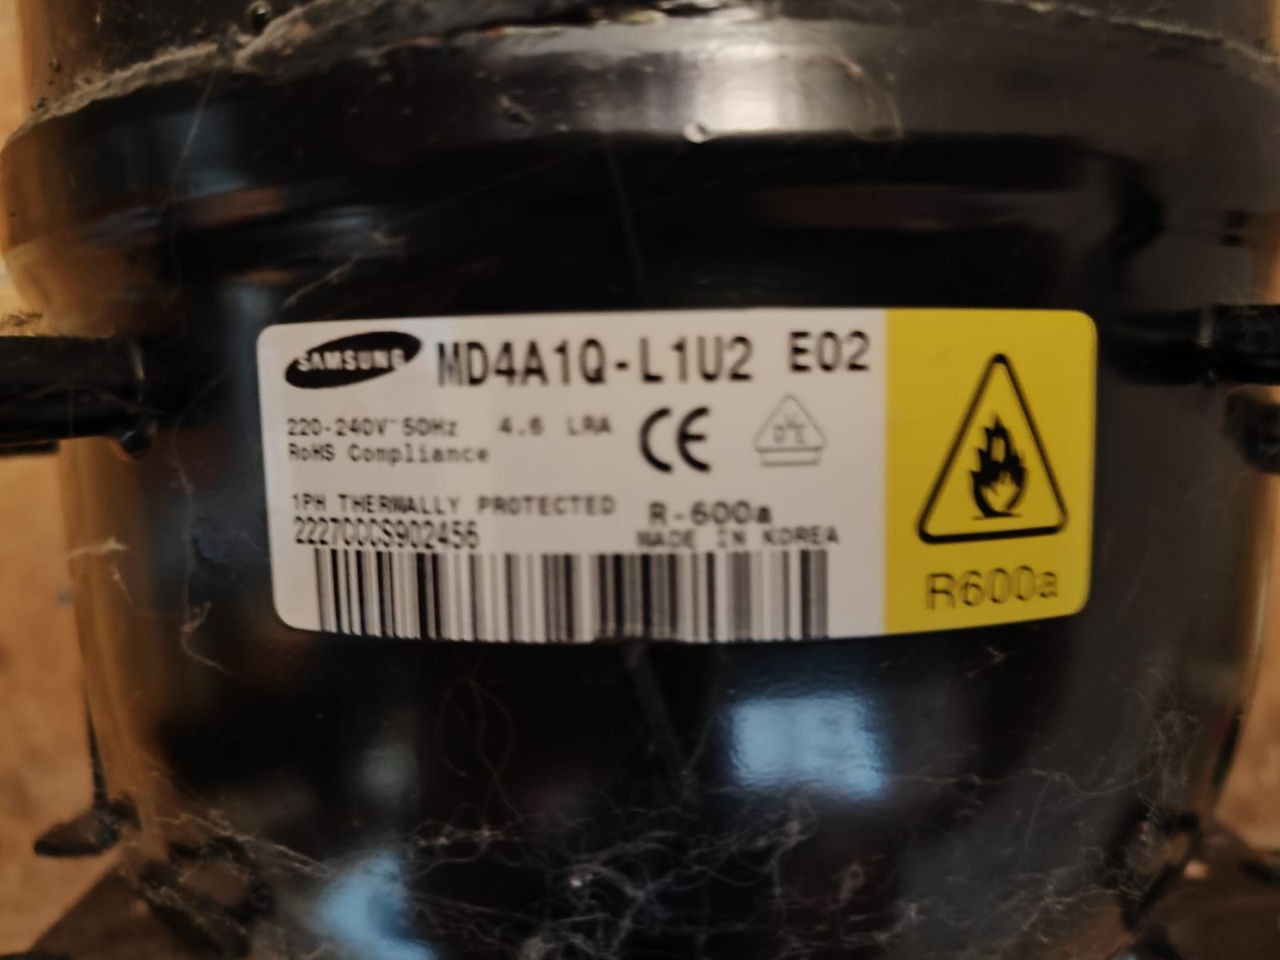 SAMSUNG MD4A1Q-L1U2 E02
220-240V~50Hz 4.6 LRA CE
RoHS Compliance
1PH THERMALLY PROTECTED R-600a
MADE IN KOREA
R600a